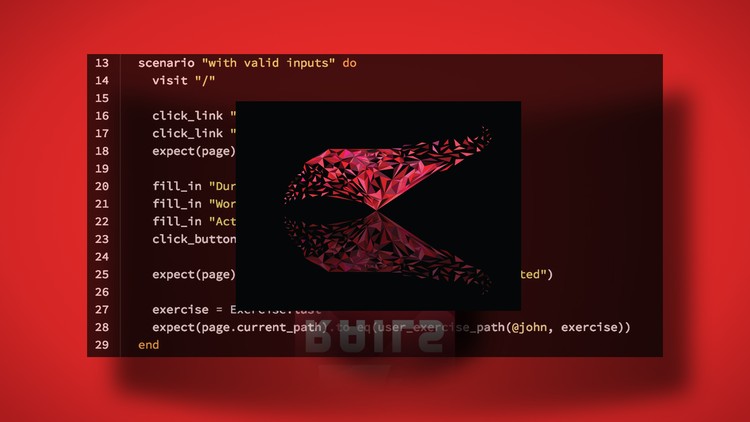 13 scenario "with valid inputs" do
14 visit "/"
15
16 click_link "
17 click_link "
18 expect(page)
19
20 fill_in "Dur
21 fill_in "Wor
22 fill_in "Act
23 click_button
24
25 expect(page) ted")
26
27 exercise = Exercise.last
28 expect(page.current_path).to eq(user_exercise_path(@john, exercise))
29 end